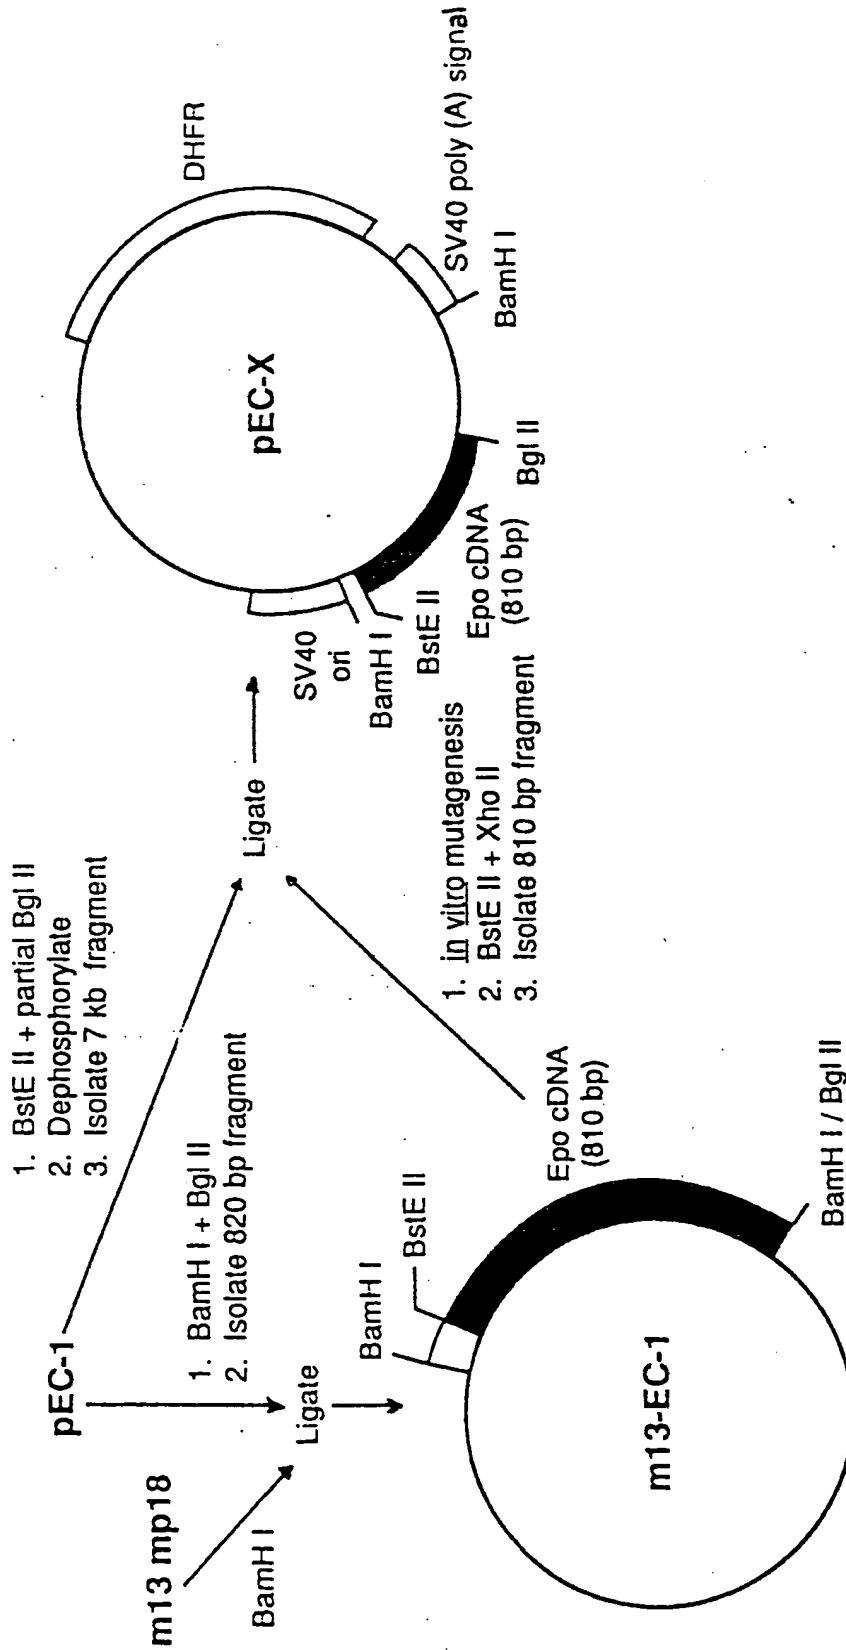 pEC-1
m13 mp18
BamH I
1. BamH I + Bgl II
2. Isolate 820 bp fragment
Ligate
1. BstE II + partial Bgl II
2. Dephosphorylate
3. Isolate 7 kb fragment
Ligate
BamH I
BstE II
Epo cDNA
(810 bp)
BamH I / Bgl II
m13-EC-1
1. in vitro mutagenesis
2. BstE II + Xho II
3. Isolate 810 bp fragment
SV40
ori
BamH I
BstE II
Epo cDNA
(810 bp)
Bgl II
BamH I
SV40 poly (A) signal
DHFR
pEC-X